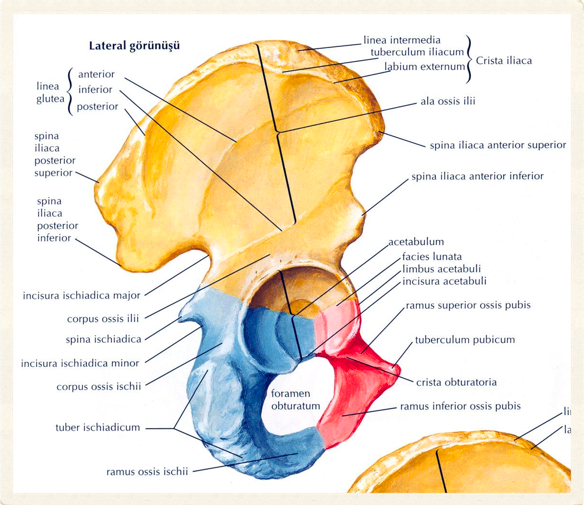 Lateral görünüşü
linea intermedia
tuberculum iliacum
labium externum
Crista iliaca
anterior
inferior
posterior
linea
glutea
ala ossis ilii
spina
iliaca
posterior
superior
spina iliaca anterior superior
spina iliaca anterior inferior
spina
iliaca
posterior
inferior
acetabulum
facies lunata
limbus acetabuli
incisura acetabuli
incisura ischiadica major
ramus superior ossis pubis
corpus ossis ilii
spina ischiadica
tuberculum pubicum
incisura ischiadica minor
corpus ossis ischii
crista obturatoria
foramen
obturatum
ramus inferior ossis pubis
tuber ischiadicum
ramus ossis ischii